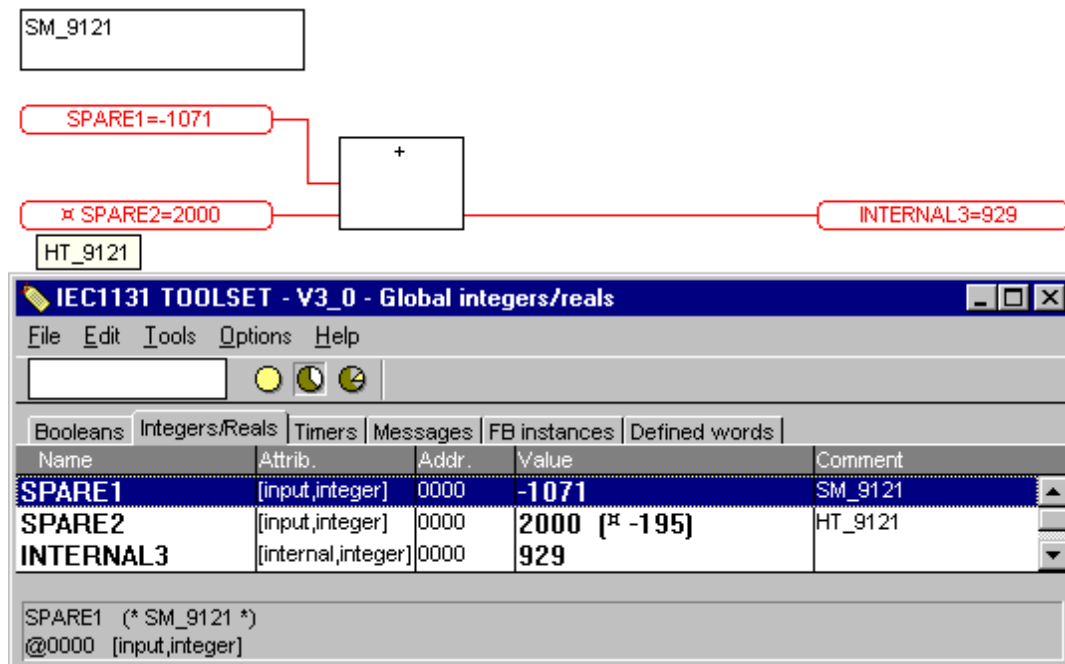 SM_9121
SPARE1=-1071
+
¤ SPARE2=2000
INTERNAL3=929
HT_9121
IEC1131 TOOLSET - V3_0 - Global integers/reals
File Edit Tools Options Help
Booleans Integers/Reals Timers Messages FB instances Defined words
Name Attrib. Addr. Value Comment
SPARE1 [input,integer] 0000 -1071 SM_9121
SPARE2 [input,integer] 0000 2000 (¤ -195) HT_9121
INTERNAL3 [internal,integer] 0000 929
SPARE1 (* SM_9121 *)
@0000 [input,integer]